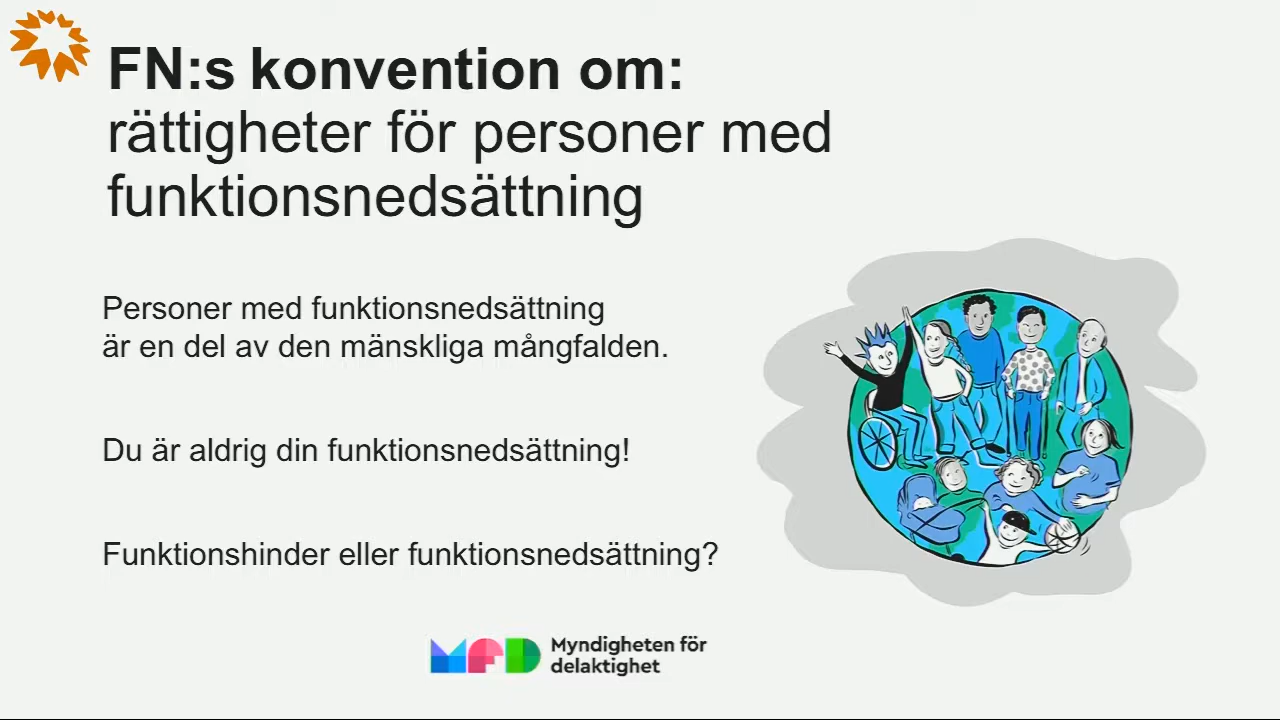 FN:s konvention om:
rättigheter för personer med
funktionsnedsättning
Personer med funktionsnedsättning
är en del av den mänskliga mångfalden.
Du är aldrig din funktionsnedsättning!
Funktionshinder eller funktionsnedsättning?
MFD
Myndigheten för
delaktighet